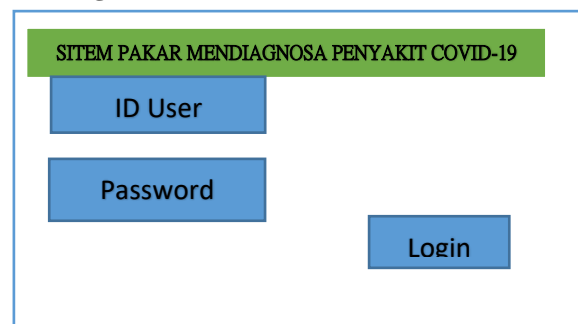 SITEM PAKAR MENDIAGNOSA PENYAKIT COVID-19
ID User
Password
Login